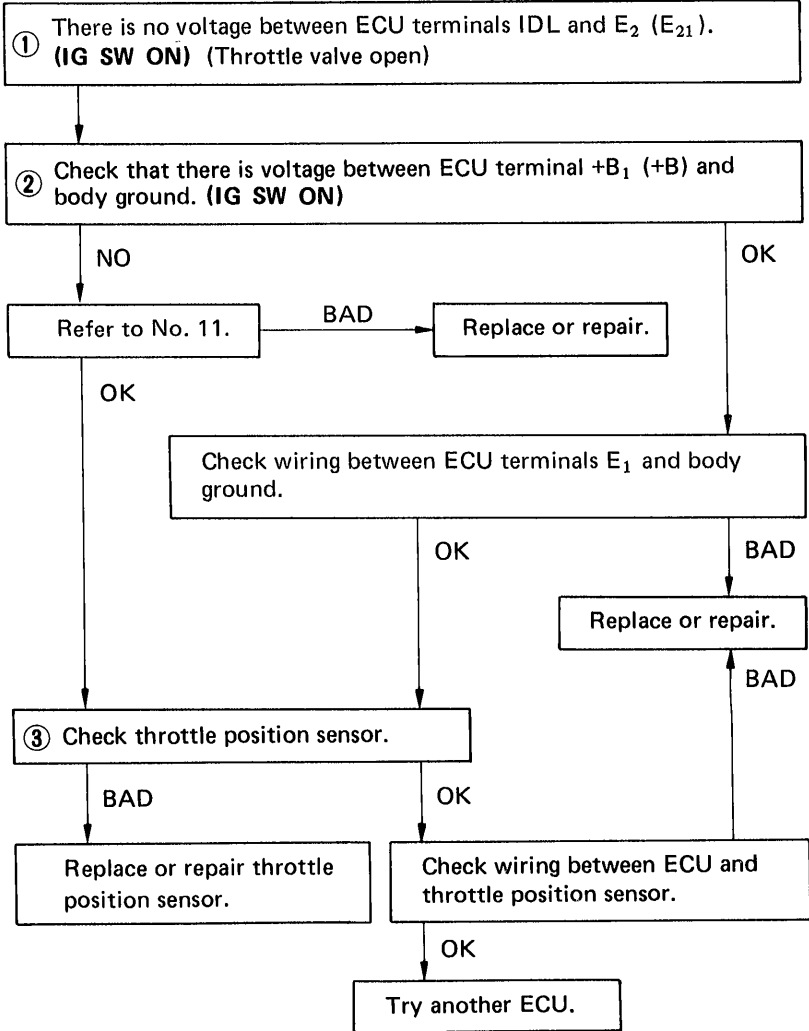 ① There is no voltage between ECU terminals IDL and E₂ (E₂₁).
(IG SW ON) (Throttle valve open)
② Check that there is voltage between ECU terminal +B₁ (+B) and
body ground. (IG SW ON)
NO
OK
Refer to No. 11.
BAD
Replace or repair.
OK
Check wiring between ECU terminals E₁ and body
ground.
OK
BAD
Replace or repair.
BAD
③ Check throttle position sensor.
BAD
OK
Replace or repair throttle
position sensor.
Check wiring between ECU and
throttle position sensor.
OK
Try another ECU.